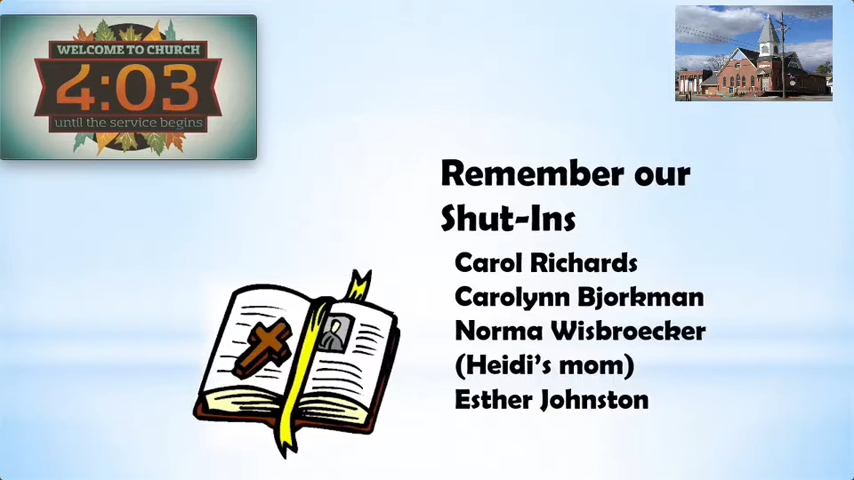 WELCOME TO CHURCH
4:03
until the service begins
Remember our
Shut-Ins
Carol Richards
Carolynn Bjorkman
Norma Wisbroecker
(Heidi's mom)
Esther Johnston